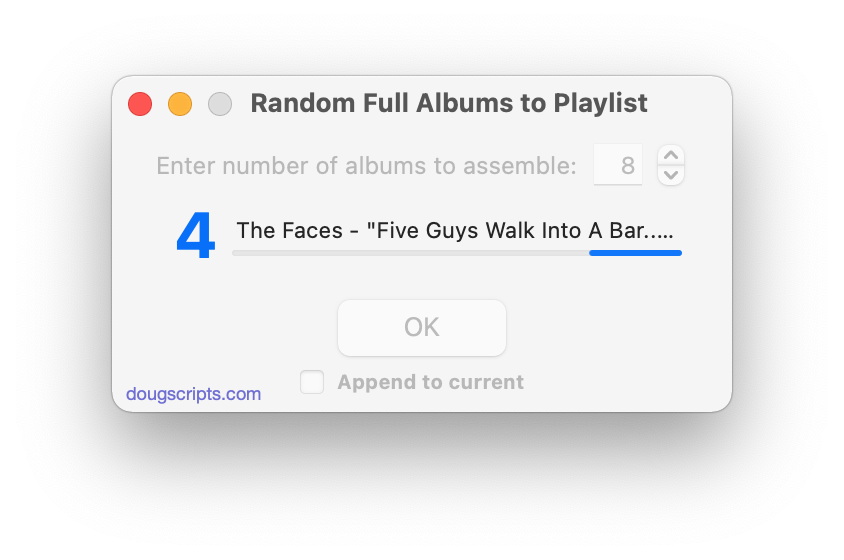 Random Full Albums to Playlist
Enter number of albums to assemble: 8
4 The Faces - "Five Guys Walk Into A Bar.....
OK
Append to current
dougscripts.com